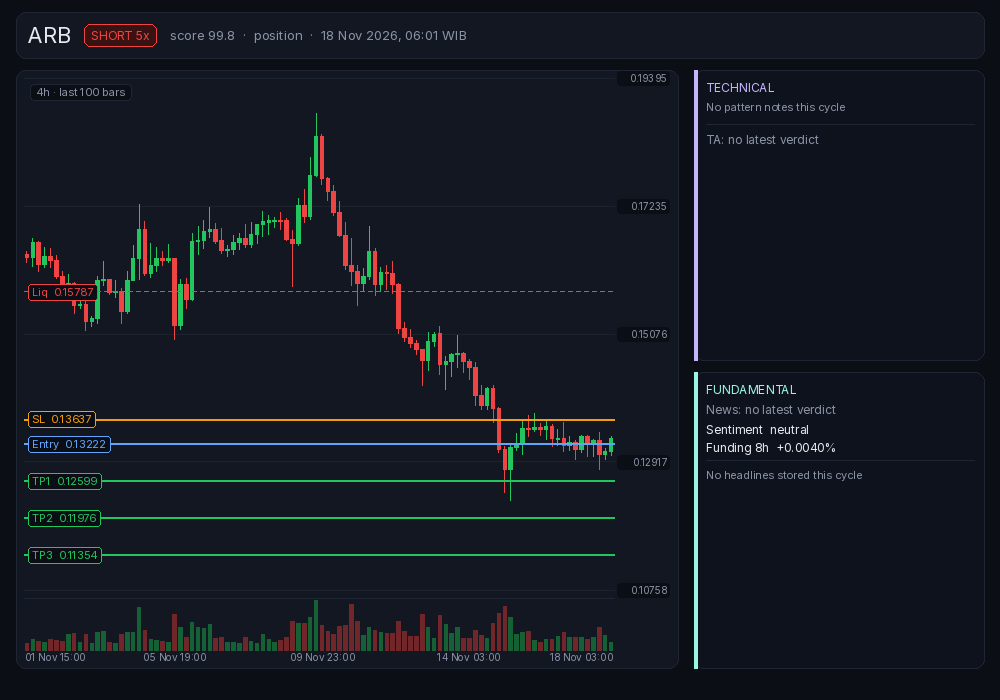 ARB SHORT 5x score 99.8 · position · 18 Nov 2026, 06:01 WIB
4h · last 100 bars
0.19395
0.17235
Liq 0.15787
0.15076
SL 0.13637
Entry 0.13222
0.12917
TP1 0.12599
TP2 0.11976
TP3 0.11354
0.10758
01 Nov 15:00 05 Nov 19:00 09 Nov 23:00 14 Nov 03:00 18 Nov 03:00
TECHNICAL
No pattern notes this cycle
TA: no latest verdict
FUNDAMENTAL
News: no latest verdict
Sentiment neutral
Funding 8h +0.0040%
No headlines stored this cycle